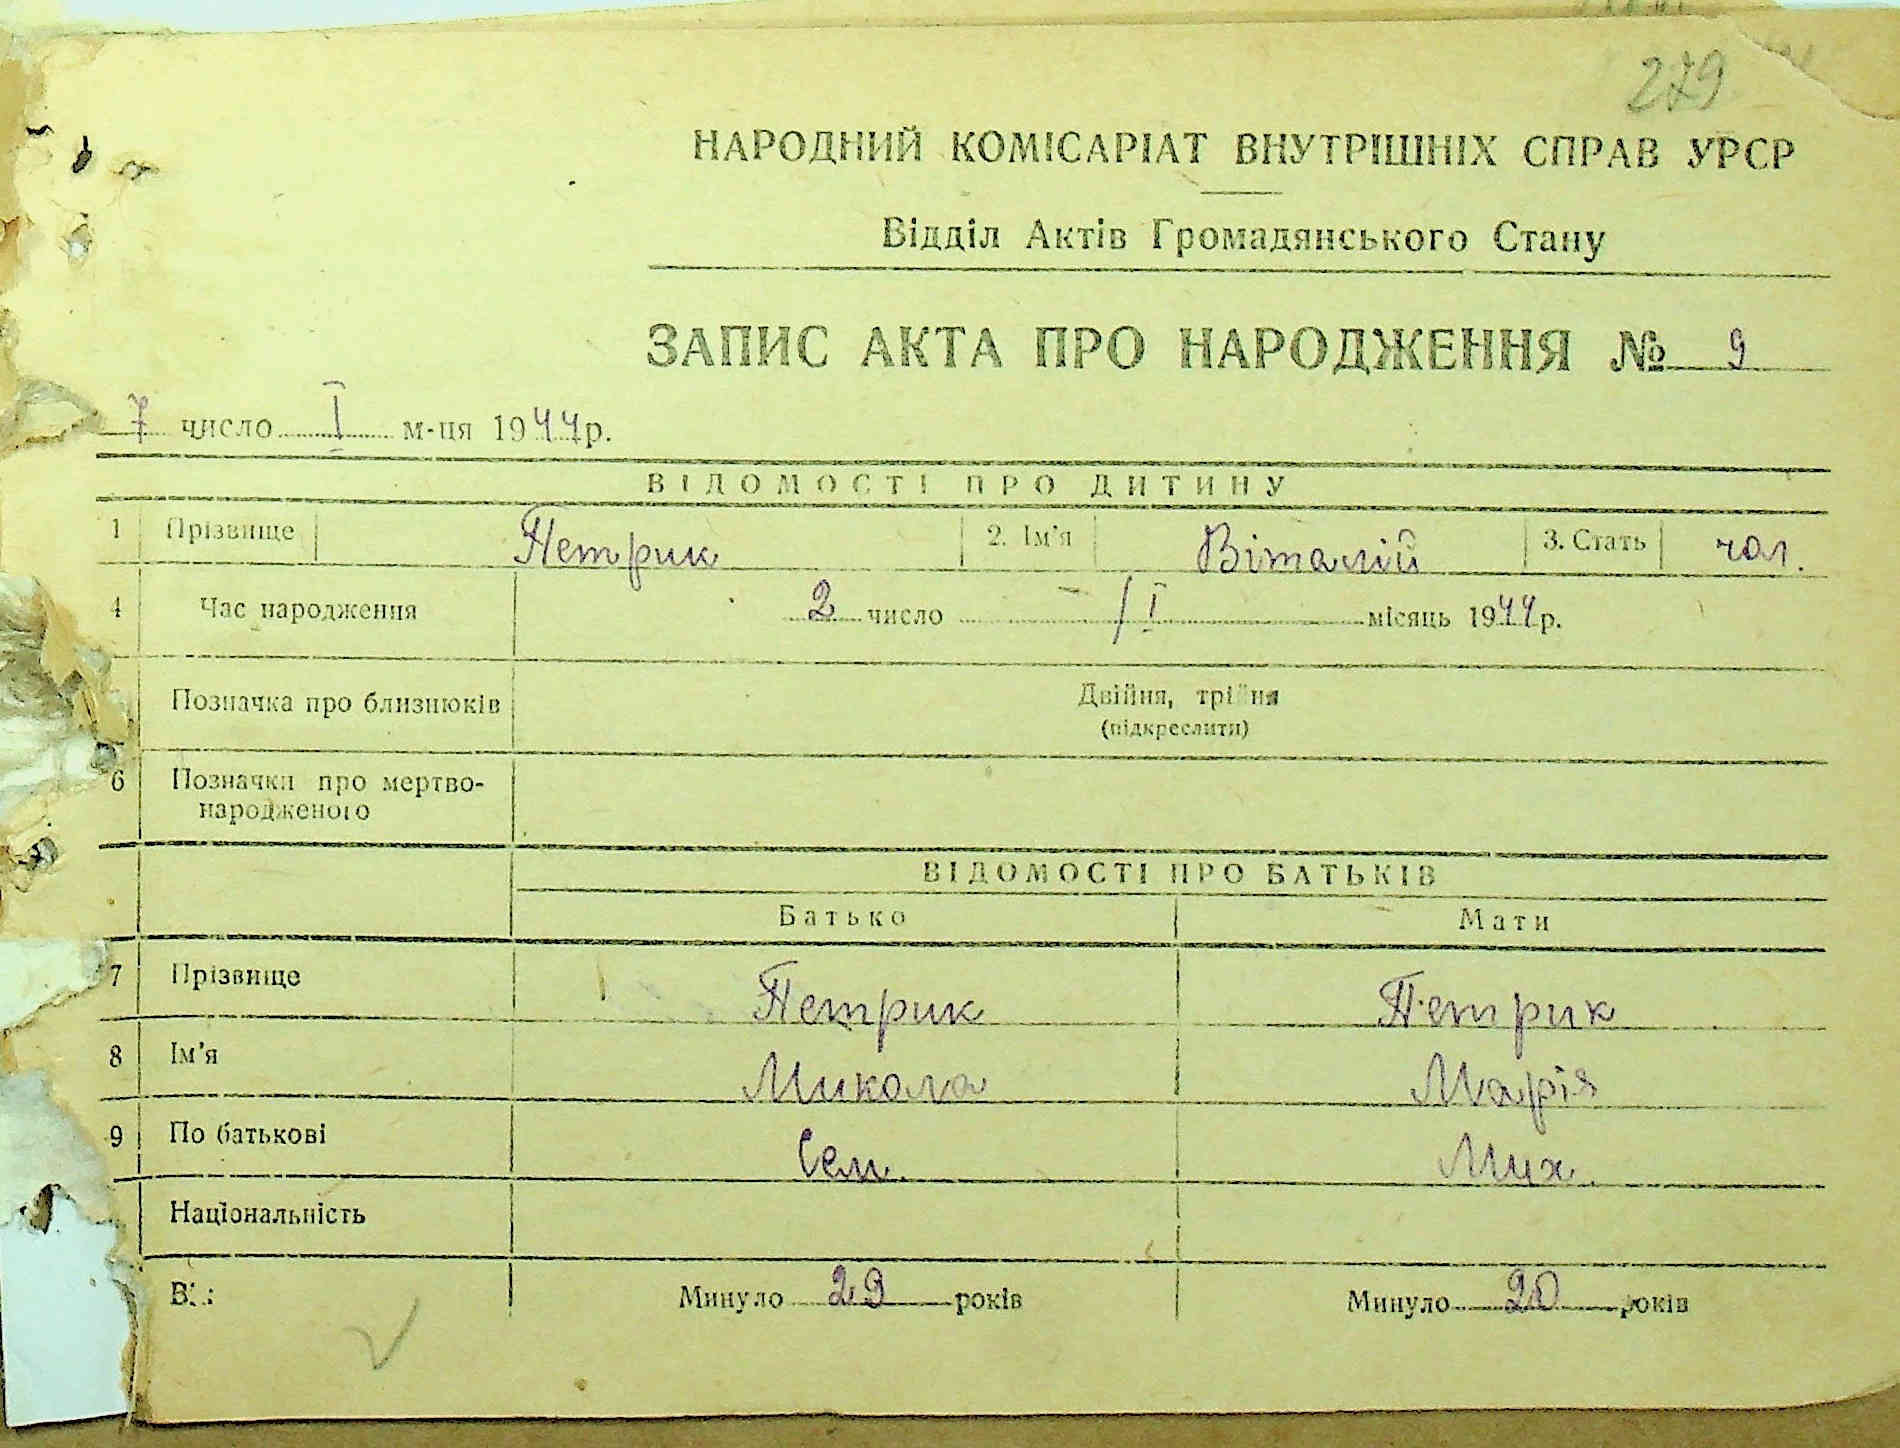 279
НАРОДНИЙ КОМІСАРІАТ ВНУТРІШНІХ СПРАВ УРСР
Відділ Актів Громадянського Стану
ЗАПИС АКТА ПРО НАРОДЖЕННЯ № 9
7 число I м-ця 1944р.
ВІДОМОСТІ ПРО ДИТИНУ
1 Прізвище Петрик 2. Ім'я Віталій 3. Стать чол.
4 Час народження 2 число / I місяць 1944р.
Позначка про близнюків Двійня, трійня
(підкреслити)
6 Позначки про мертво-
народженого
ВІДОМОСТІ ПРО БАТЬКІВ
Батько Мати
7 Прізвище Петрик Петрик
8 Ім'я Микола Марія
9 По батькові Сем. Мих.
Національність
Минуло 29 років Минуло 20 років